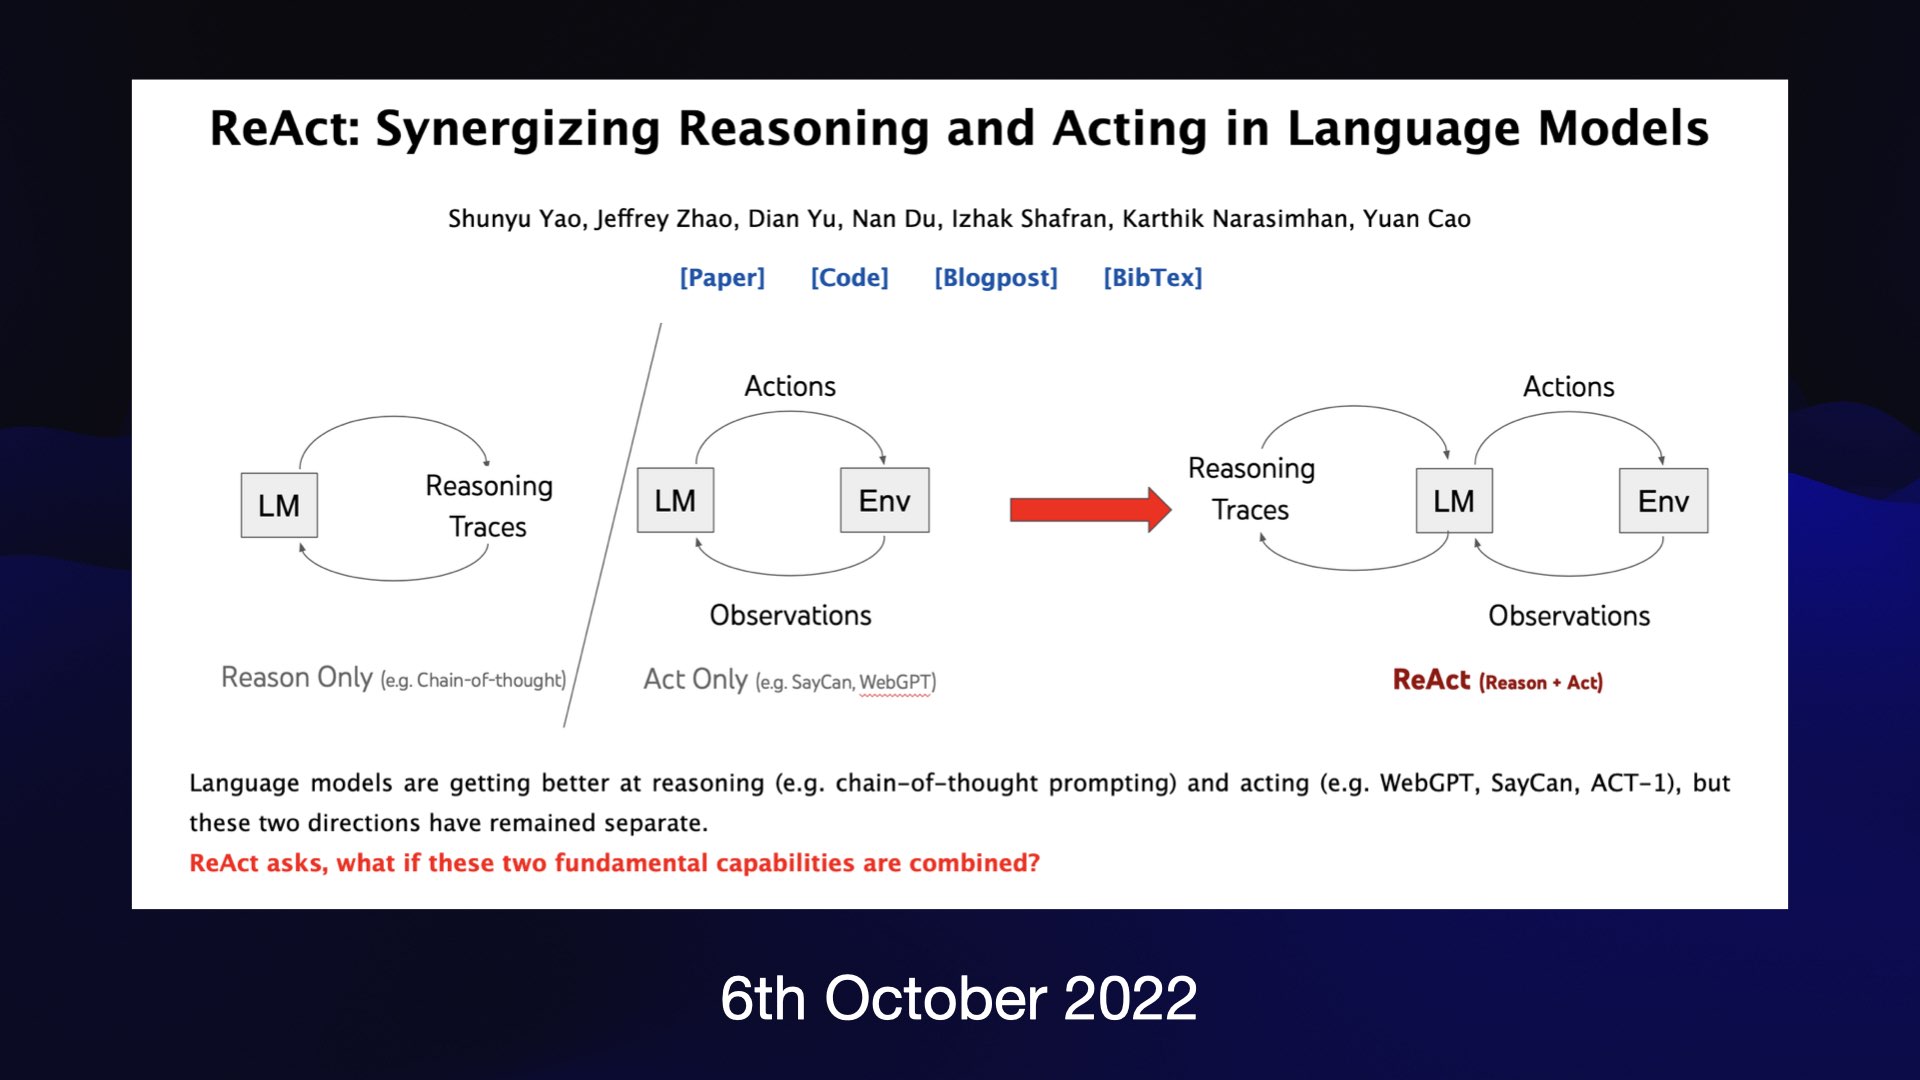 ReAct: Synergizing Reasoning and Acting in Language Models
Shunyu Yao, Jeffrey Zhao, Dian Yu, Nan Du, Izhak Shafran, Karthik Narasimhan, Yuan Cao
[Paper] [Code] [Blogpost] [BibTex]
LM
Reasoning
Traces
Reason Only (e.g. Chain-of-thought)
Actions
LM
Env
Observations
Act Only (e.g. SayCan, WebGPT)
Actions
Reasoning
Traces
LM
Env
Observations
ReAct (Reason + Act)
Language models are getting better at reasoning (e.g. chain-of-thought prompting) and acting (e.g. WebGPT, SayCan, ACT-1), but
these two directions have remained separate.
ReAct asks, what if these two fundamental capabilities are combined?
6th October 2022